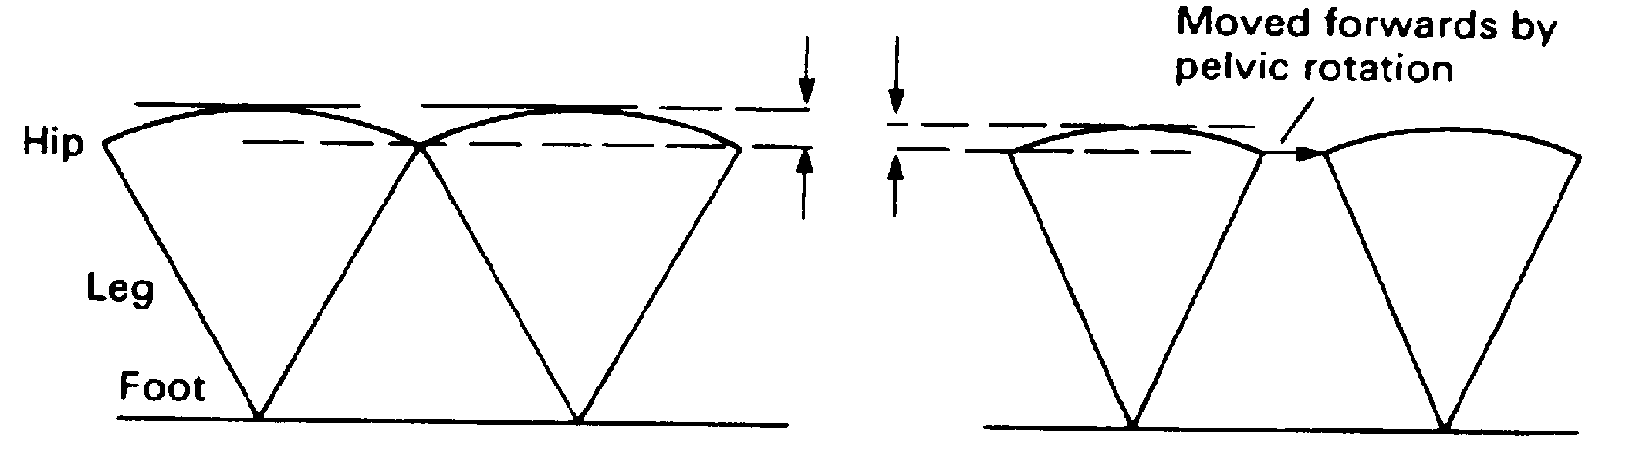 Moved forwards by
pelvic rotation
Hip
Leg
Foot